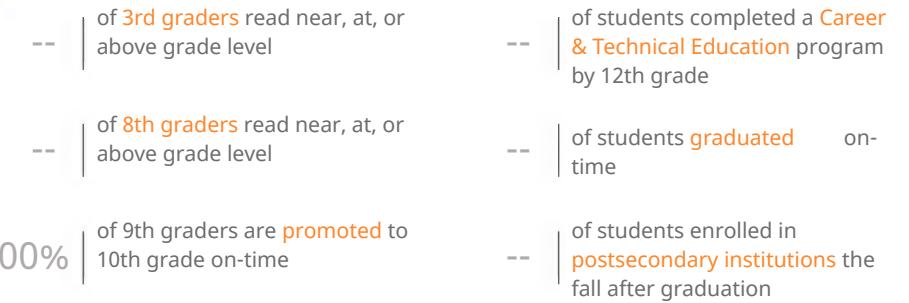 --
of 3rd graders read near, at, or
above grade level
--
of 8th graders read near, at, or
above grade level
00%
of 9th graders are promoted to
10th grade on-time
--
of students completed a Career
& Technical Education program
by 12th grade
--
of students graduated on-
time
--
of students enrolled in
postsecondary institutions the
fall after graduation